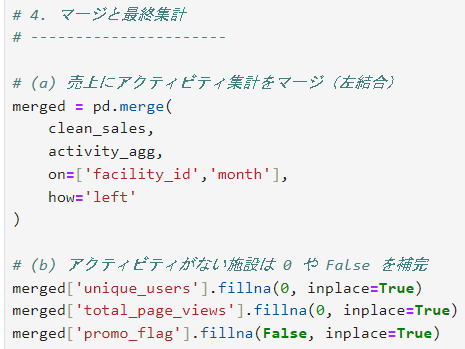 # 4. マージと最終集計
# ----------------------
# (a) 売上にアクティビティ集計をマージ（左結合）
merged = pd.merge(
    clean_sales,
    activity_agg,
    on=['facility_id','month'],
    how='left'
)
# (b) アクティビティがない施設は 0 や False を補完
merged['unique_users'].fillna(0, inplace=True)
merged['total_page_views'].fillna(0, inplace=True)
merged['promo_flag'].fillna(False, inplace=True)